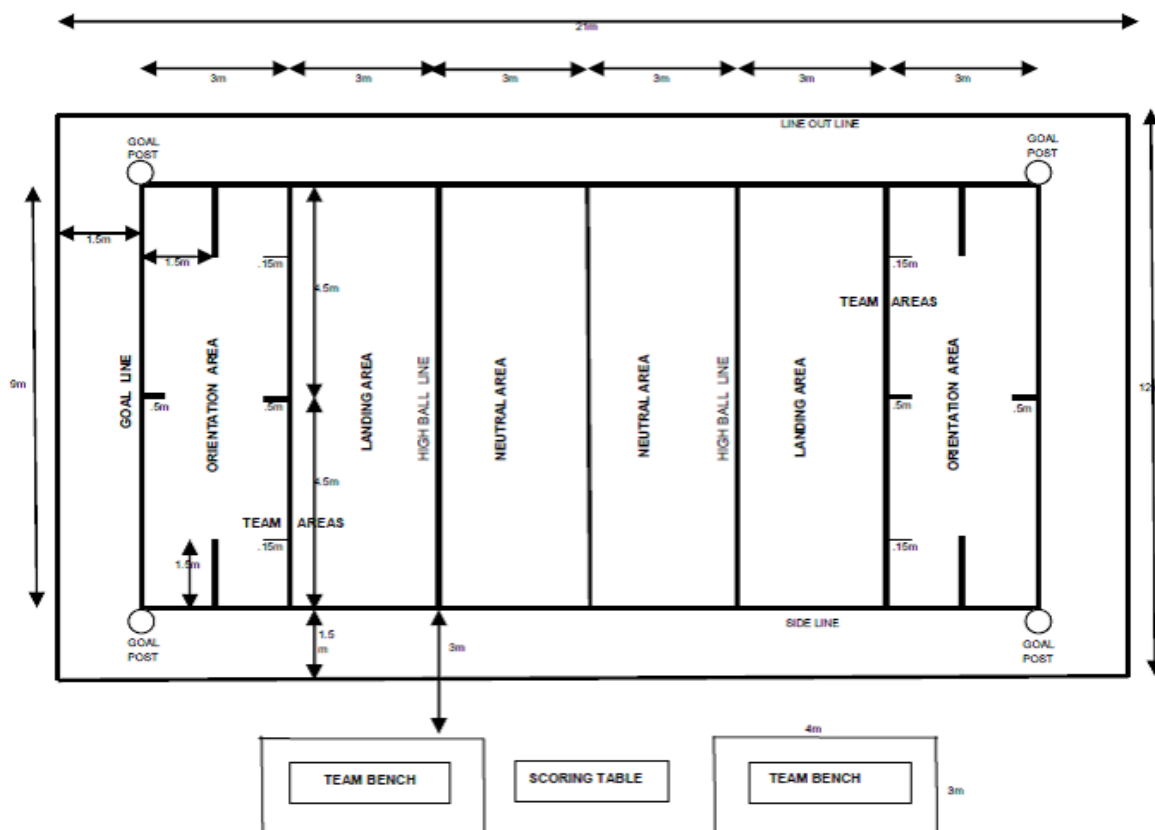 21m
3m
3m
3m
3m
3m
3m
LINE OUT LINE
GOAL
POST
GOAL
POST
1.5m
1.5m
.15m
.15m
4.5m
TEAM AREAS
9m
GOAL LINE
ORIENTATION AREA
LANDING AREA
HIGH BALL LINE
NEUTRAL AREA
NEUTRAL AREA
HIGH BALL LINE
LANDING AREA
ORIENTATION AREA
12
.5m
.5m
.5m
.5m
4.5m
TEAM AREAS
.15m
.15m
1.5m
SIDE LINE
GOAL
POST
1.5
m
3m
GOAL
POST
4m
TEAM BENCH
SCORING TABLE
TEAM BENCH
3m